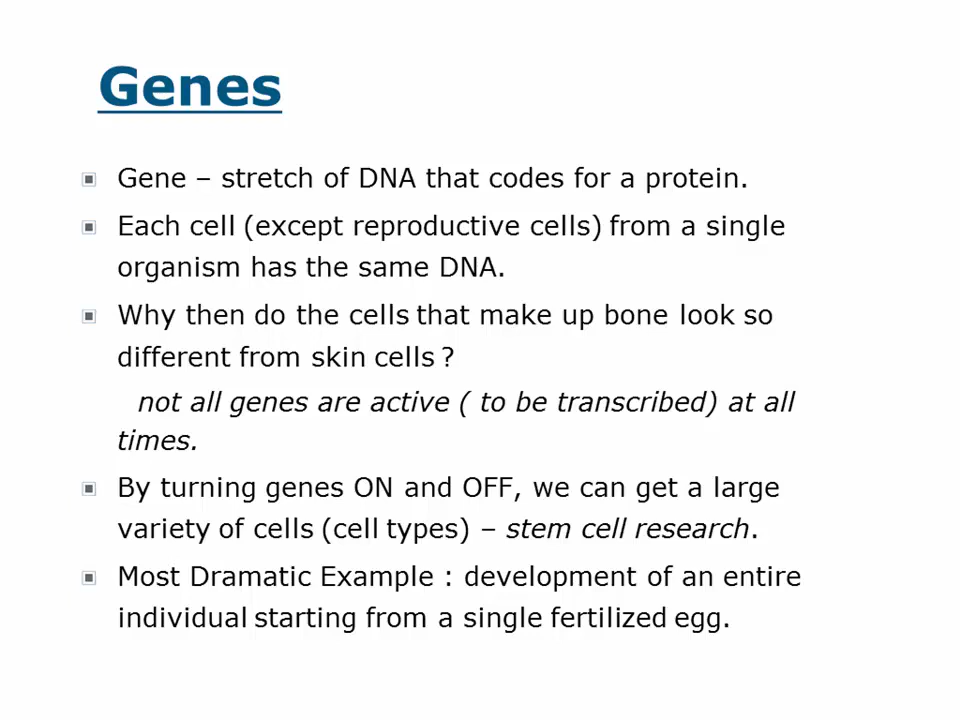 Genes
Gene – stretch of DNA that codes for a protein.
Each cell (except reproductive cells) from a single
organism has the same DNA.
Why then do the cells that make up bone look so
different from skin cells ?
not all genes are active ( to be transcribed) at all
times.
By turning genes ON and OFF, we can get a large
variety of cells (cell types) – stem cell research.
Most Dramatic Example : development of an entire
individual starting from a single fertilized egg.